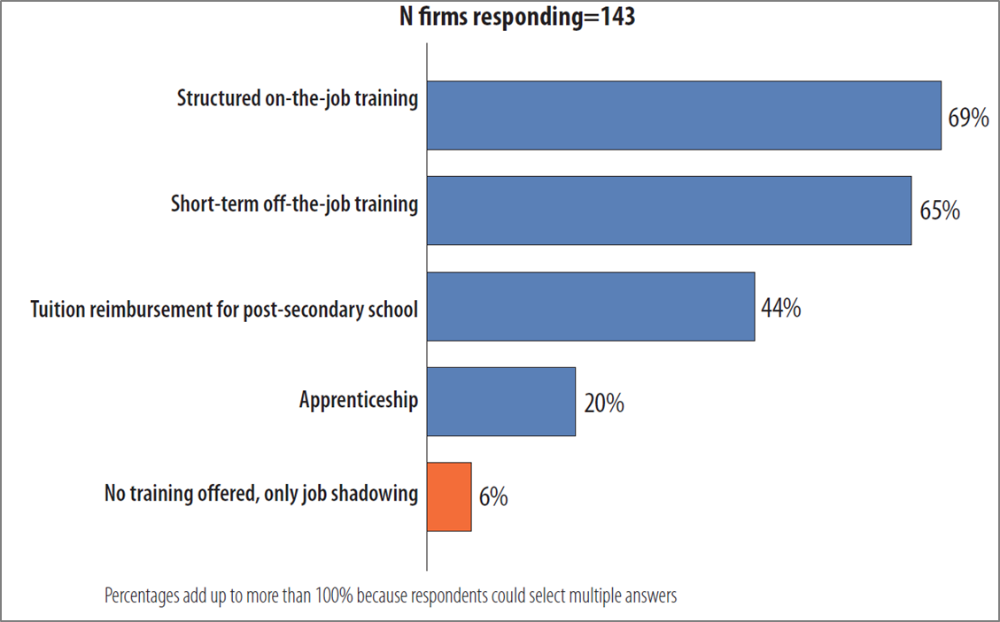 N firms responding=143
Structured on-the-job training
69%
Short-term off-the-job training
65%
Tuition reimbursement for post-secondary school
44%
Apprenticeship
20%
No training offered, only job shadowing
6%
Percentages add up to more than 100% because respondents could select multiple answers